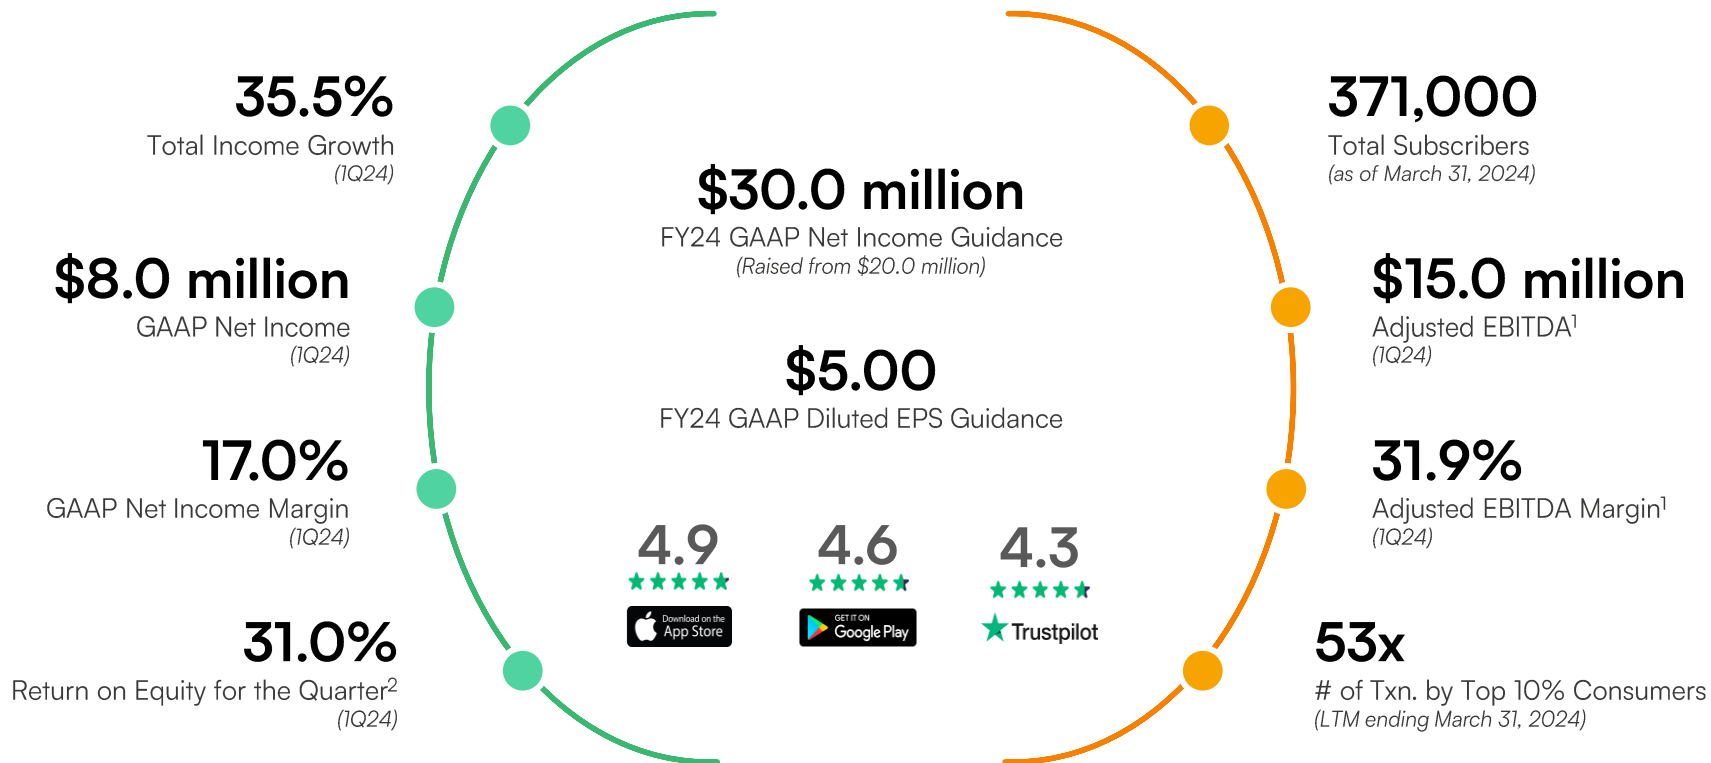 35.5%
Total Income Growth
(1Q24)
$8.0 million
GAAP Net Income
(1Q24)
17.0%
GAAP Net Income Margin
(1Q24)
31.0%
Return on Equity for the Quarter²
(1Q24)
$30.0 million
FY24 GAAP Net Income Guidance
(Raised from $20.0 million)
$5.00
FY24 GAAP Diluted EPS Guidance
4.9
Download on the
App Store
4.6
GET IT ON
Google Play
4.3
Trustpilot
371,000
Total Subscribers
(as of March 31, 2024)
$15.0 million
Adjusted EBITDA¹
(1Q24)
31.9%
Adjusted EBITDA Margin¹
(1Q24)
53x
# of Txn. by Top 10% Consumers
(LTM ending March 31, 2024)